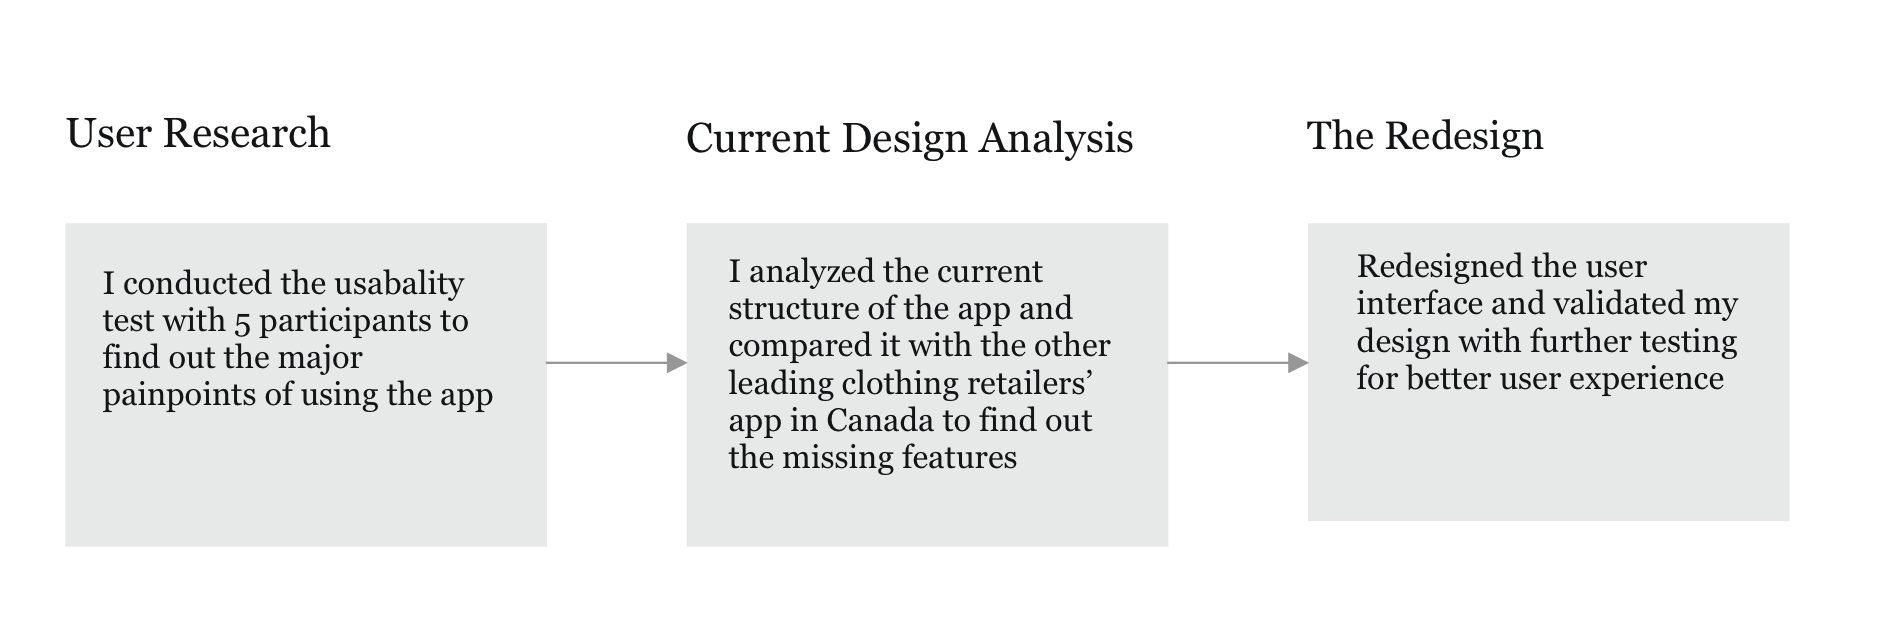 User Research
I conducted the usabality
test with 5 participants to
find out the major
painpoints of using the app
Current Design Analysis
I analyzed the current
structure of the app and
compared it with the other
leading clothing retailers’
app in Canada to find out
the missing features
The Redesign
Redesigned the user
interface and validated my
design with further testing
for better user experience